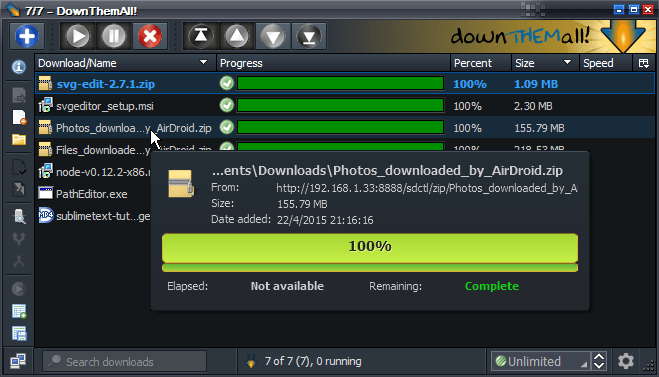 7/7 – DownThemAll!
downTHEMall!
Download/Name Progress Percent Size Speed
svg-edit-2.7.1.zip 100% 1.09 MB
svgeditor_setup.msi 100% 2.30 MB
Photos_downloa...y_AirDroid.zip 100% 155.79 MB
Files_downloade...y_AirDroid.zip 100% 218.53 MB
node-v0.12.2-x86.
PathEditor.exe
sublimetext-tut...ge
...ents\Downloads\Photos_downloaded_by_AirDroid.zip
From: http://192.168.1.33:8888/sdctl/zip/Photos_downloaded_by_A
Size: 155.79 MB
Date added: 22/4/2015 21:16:16
100%
Elapsed: Not available Remaining: Complete
Search downloads
7 of 7 (7), 0 running
Unlimited